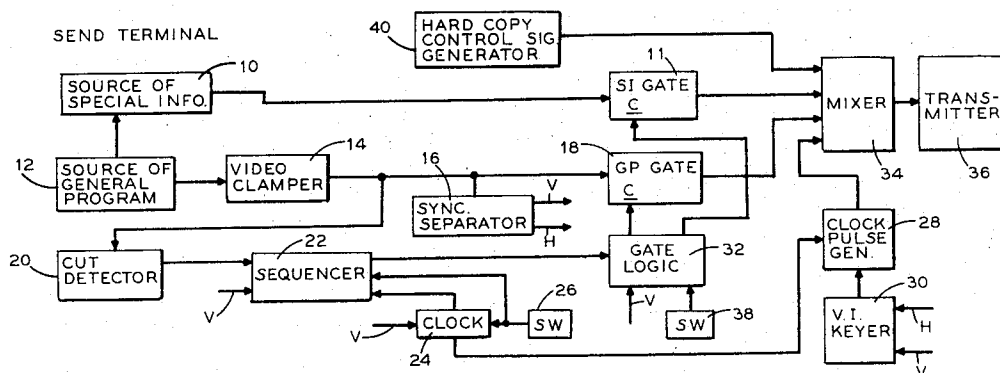 SEND TERMINAL
40
HARD COPY
CONTROL SIG.
GENERATOR
10
SOURCE OF
SPECIAL INFO.
11
SI GATE
C
MIXER
34
TRANS-
MITTER
36
12
SOURCE OF
GENERAL
PROGRAM
14
VIDEO
CLAMPER
16
SYNC.
SEPARATOR
V
H
18
GP GATE
C
20
CUT
DETECTOR
22
SEQUENCER
V
GATE
LOGIC
32
CLOCK
PULSE
GEN.
28
V
CLOCK
24
26
SW
V
SW
38
30
V.I.
KEYER
H
V